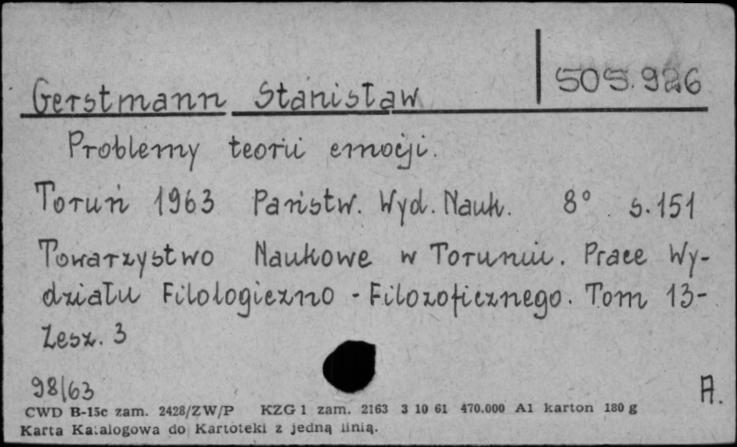 Gerstmann Stanisław 505.926
Problemy teorii emocji.
Toruń 1963 Państw. Wyd. Nauk. 8° s.151
Towarzystwo Naukowe w Toruniu. Prace Wy-
działu Filologiczno - Filozoficznego. Tom 13-
Zesz. 3
98/63 A.
CWD B-15c zam. 2428/ZW/P KZG 1 zam. 2163 3 10 61 470.000 A1 karton 180 g
Karta Katalogowa do Kartoteki z jedną linią.